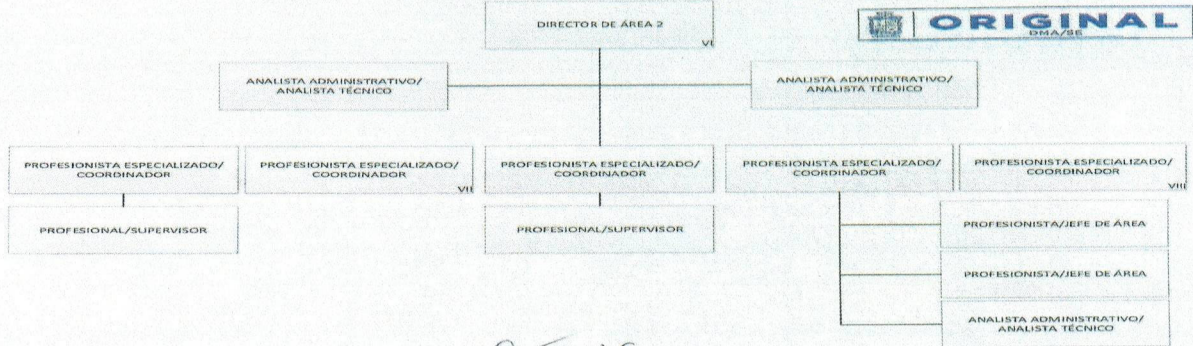 DIRECTOR DE ÁREA 2
VI
ORIGINAL
DMA/SE
ANALISTA ADMINISTRATIVO/
ANALISTA TÉCNICO
ANALISTA ADMINISTRATIVO/
ANALISTA TÉCNICO
PROFESIONISTA ESPECIALIZADO/
COORDINADOR
PROFESIONISTA ESPECIALIZADO/
COORDINADOR
VII
PROFESIONISTA ESPECIALIZADO/
COORDINADOR
PROFESIONISTA ESPECIALIZADO/
COORDINADOR
PROFESIONISTA ESPECIALIZADO/
COORDINADOR
VIII
PROFESIONAL/SUPERVISOR
PROFESIONAL/SUPERVISOR
PROFESIONISTA/JEFE DE ÁREA
PROFESIONISTA/JEFE DE ÁREA
ANALISTA ADMINISTRATIVO/
ANALISTA TÉCNICO